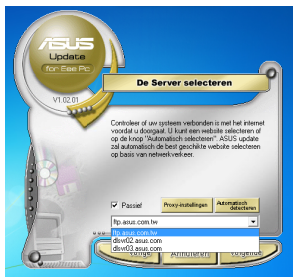 ASUS
Update
for Eee Pc
V1.02.01
De Server selecteren
Controleer of uw systeem verbonden is met het internet
voordat u doorgaat. U kunt een website selecteren of
op de knop "Automatisch selecteren". ASUS update
zal automatisch de best geschikte website selecteren
op basis van netwerkverkeer.
Passief
Proxy-instellingen
Automatisch
detecteren
ftp.asus.com.tw
ftp.asus.com.tw
dlsvr02.asus.com
dlsvr03.asus.com
Vorige Annuleren Volgende